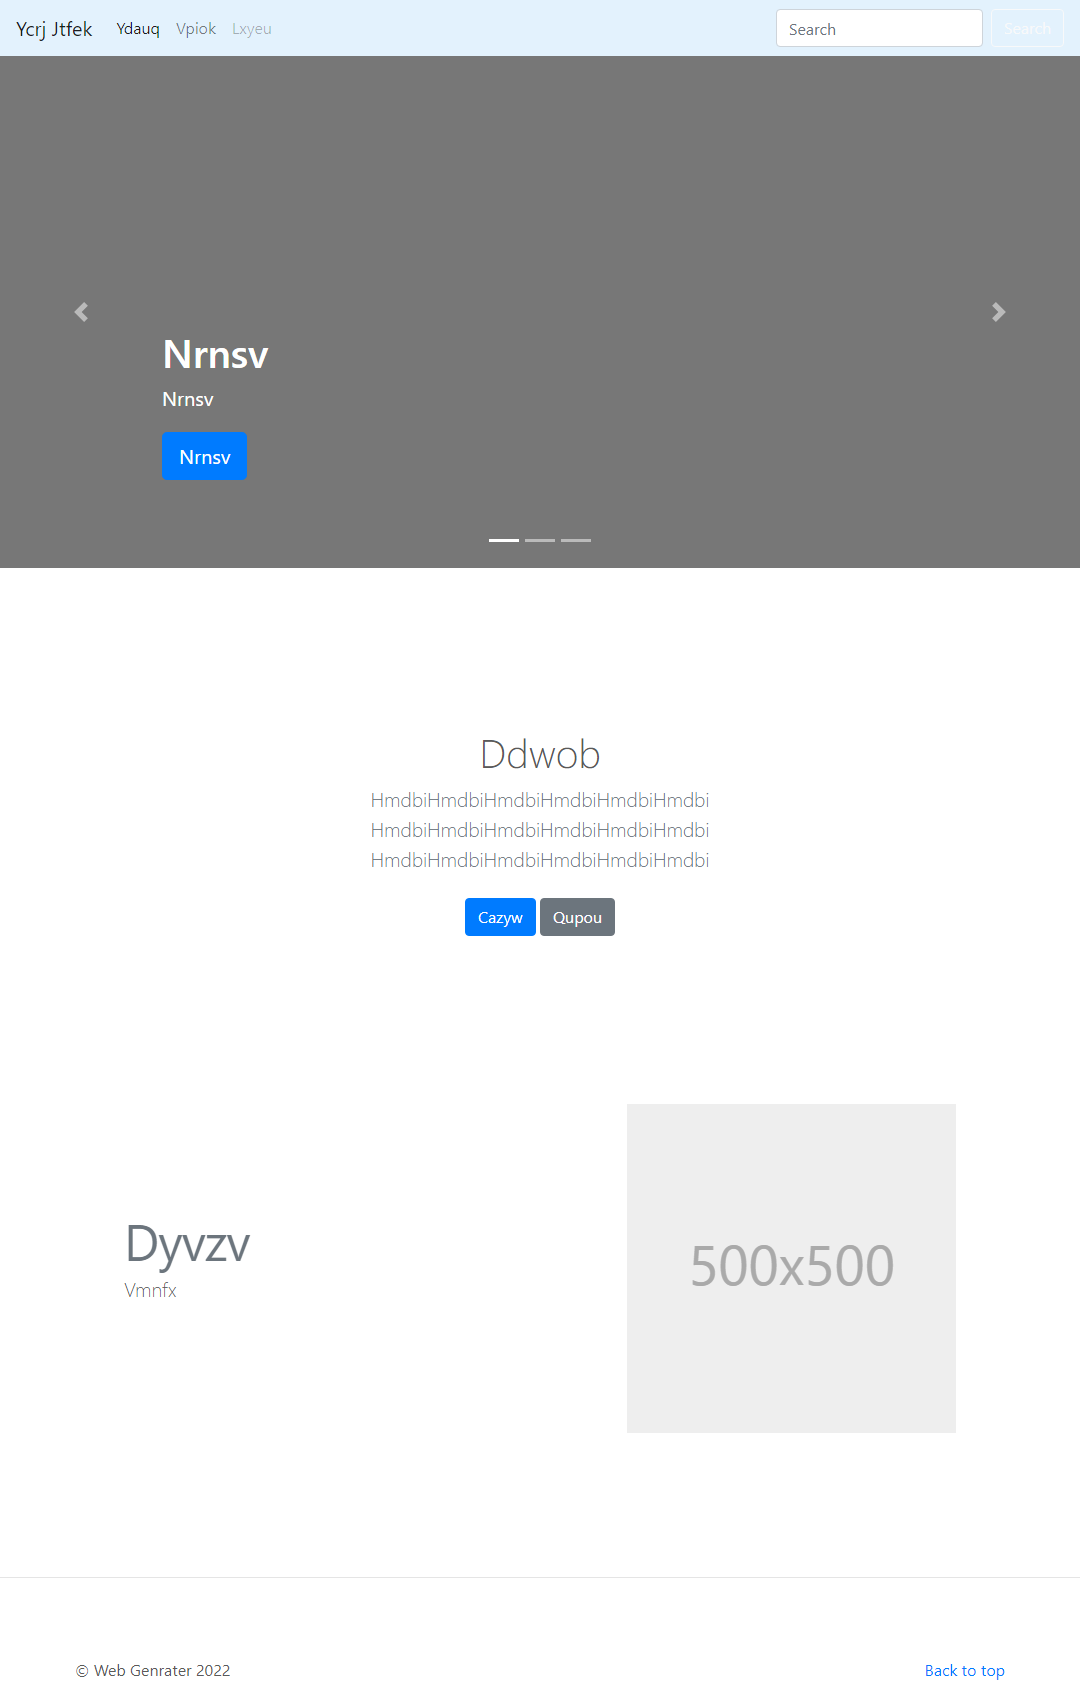 Ycrj Jtfek Ydauq Vpiok Lxyeu Search Search
Nrnsv
Nrnsv
Nrnsv
Ddwob
HmdbiHmdbiHmdbiHmdbiHmdbiHmdbi
HmdbiHmdbiHmdbiHmdbiHmdbiHmdbi
HmdbiHmdbiHmdbiHmdbiHmdbiHmdbi
Cazyw Qupou
Dyvzv
Vmnfx
500x500
© Web Genrater 2022 Back to top